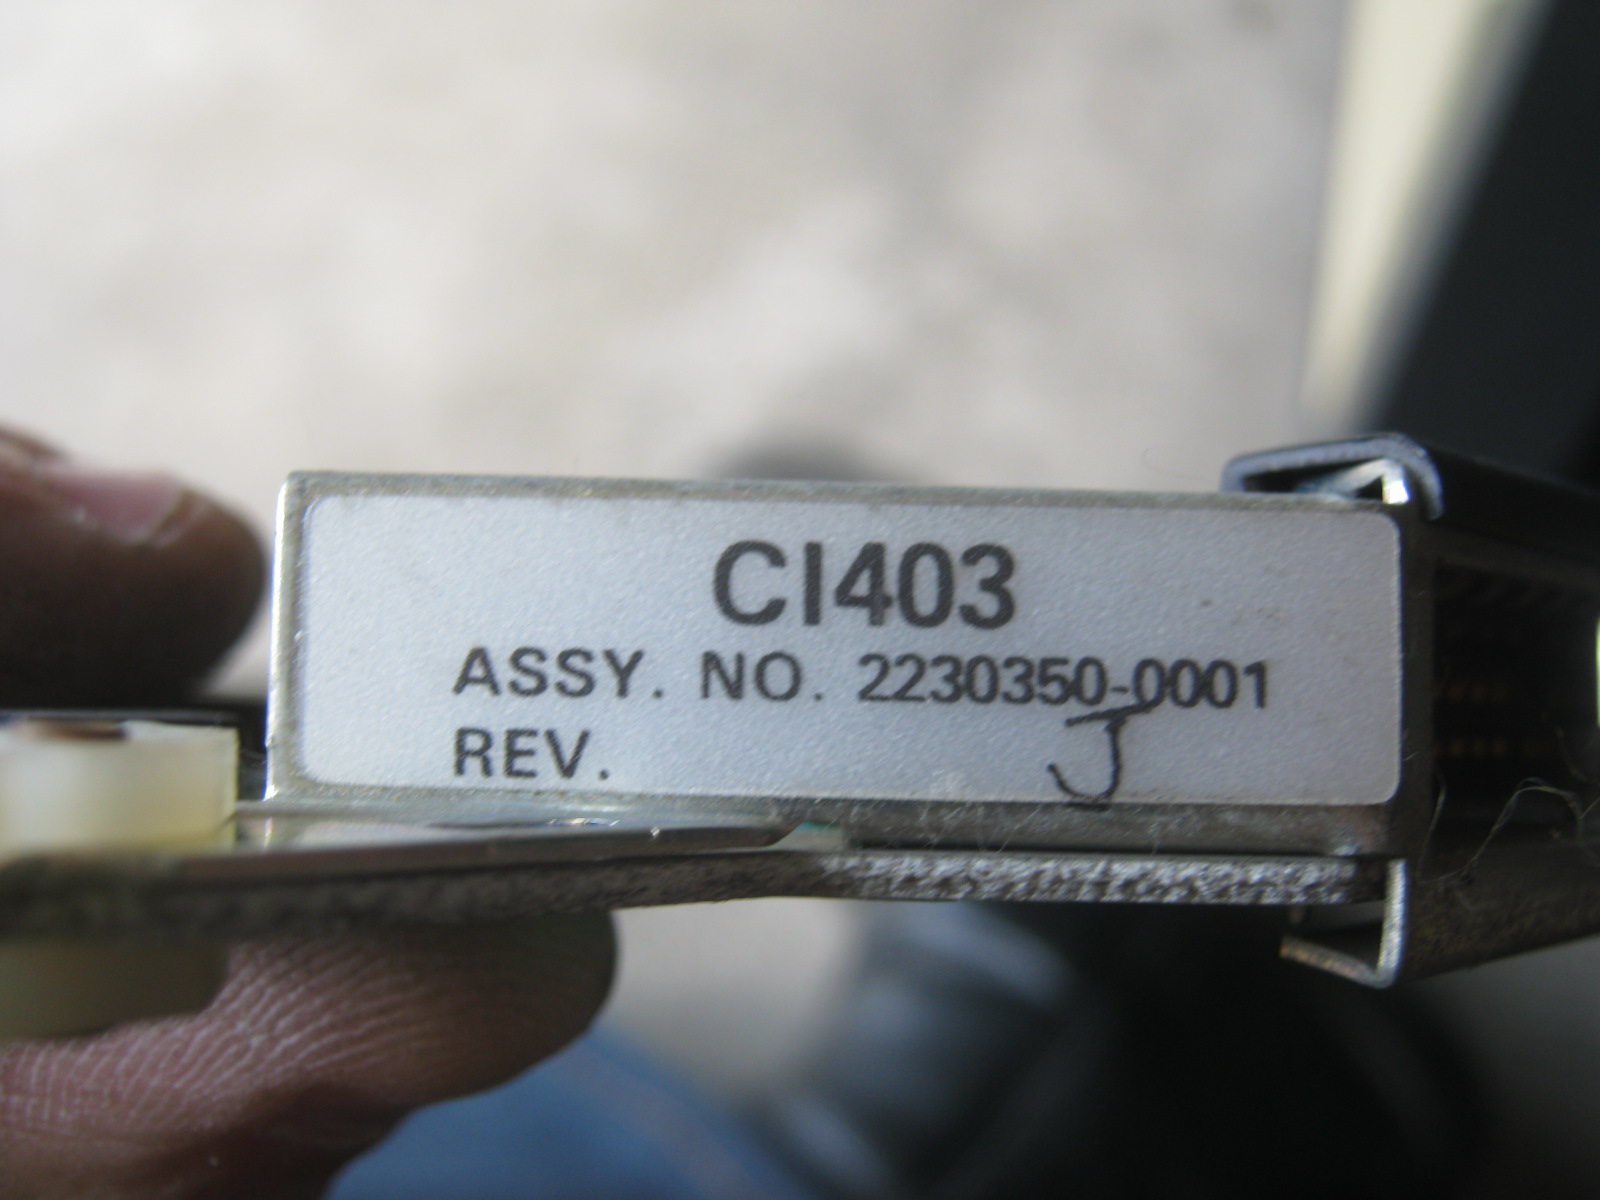 CI403
ASSY. NO. 2230350-0001
REV. J